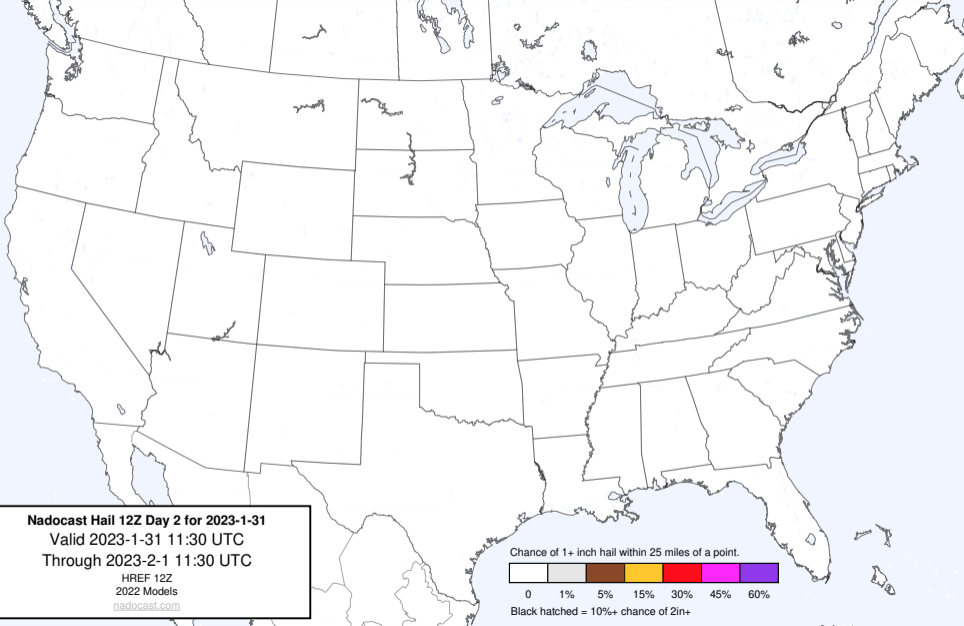 Nadocast Hail 12Z Day 2 for 2023-1-31
Valid 2023-1-31 11:30 UTC
Through 2023-2-1 11:30 UTC
HREF 12Z
2022 Models
nadocast.com
Chance of 1+ inch hail within 25 miles of a point.
0 1% 5% 15% 30% 45% 60%
Black hatched = 10%+ chance of 2in+